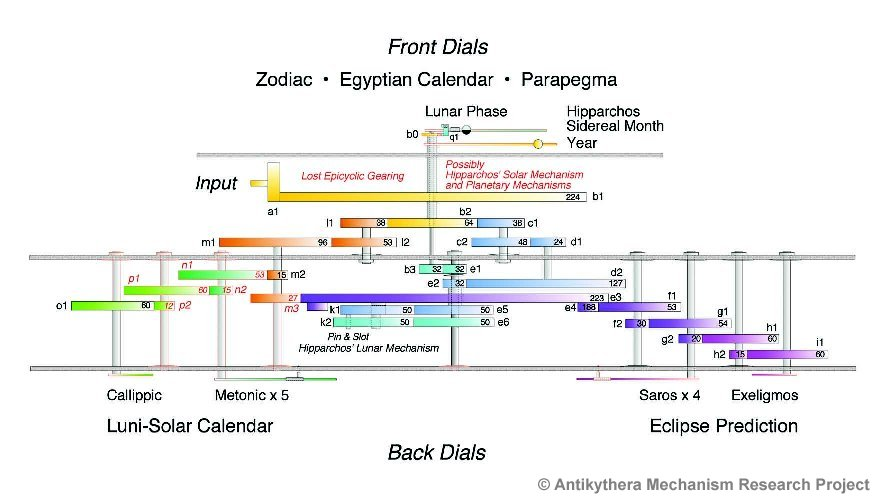 Front Dials
Zodiac • Egyptian Calendar • Parapegma
Lunar Phase
Hipparchos
Sidereal Month
b0
q1
Year
Input
Lost Epicyclic Gearing
Possibly
Hipparchos' Solar Mechanism
and Planetary Mechanisms
224 b1
a1
b2
l1 38 64 38 c1
m1 96 53 l2 c2 48 24 d1
n1 53 15 m2 b3 32 32 e1
d2
p1 60 15 n2 e2 32 127
o1 60 12 p2 27 m3 223 e3 f1
k1 50 50 e5 e4 188 53
k2 50 50 e6 f2 30 54 g1
Pin & Slot
Hipparchos' Lunar Mechanism
g2 20 60 h1
h2 15 60 i1
Callippic Metonic x 5 Saros x 4 Exeligmos
Luni-Solar Calendar Eclipse Prediction
Back Dials
© Antikythera Mechanism Research Project